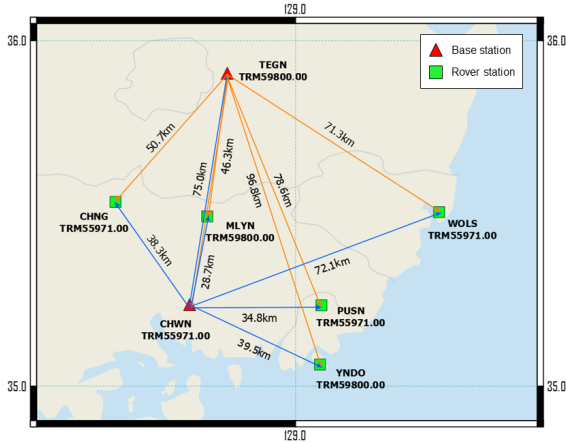 129.0
36.0
36.0
Base station
Rover station
TEGN
TRM59800.00
50.7km
75.0km
46.3km
96.8km
78.6km
71.3km
CHNG
TRM55971.00
MLYN
TRM59800.00
WOLS
TRM55971.00
38.3km
28.7km
72.1km
CHWN
TRM55971.00
34.8km
PUSN
TRM55971.00
39.5km
YNDO
TRM59800.00
35.0
35.0
129.0